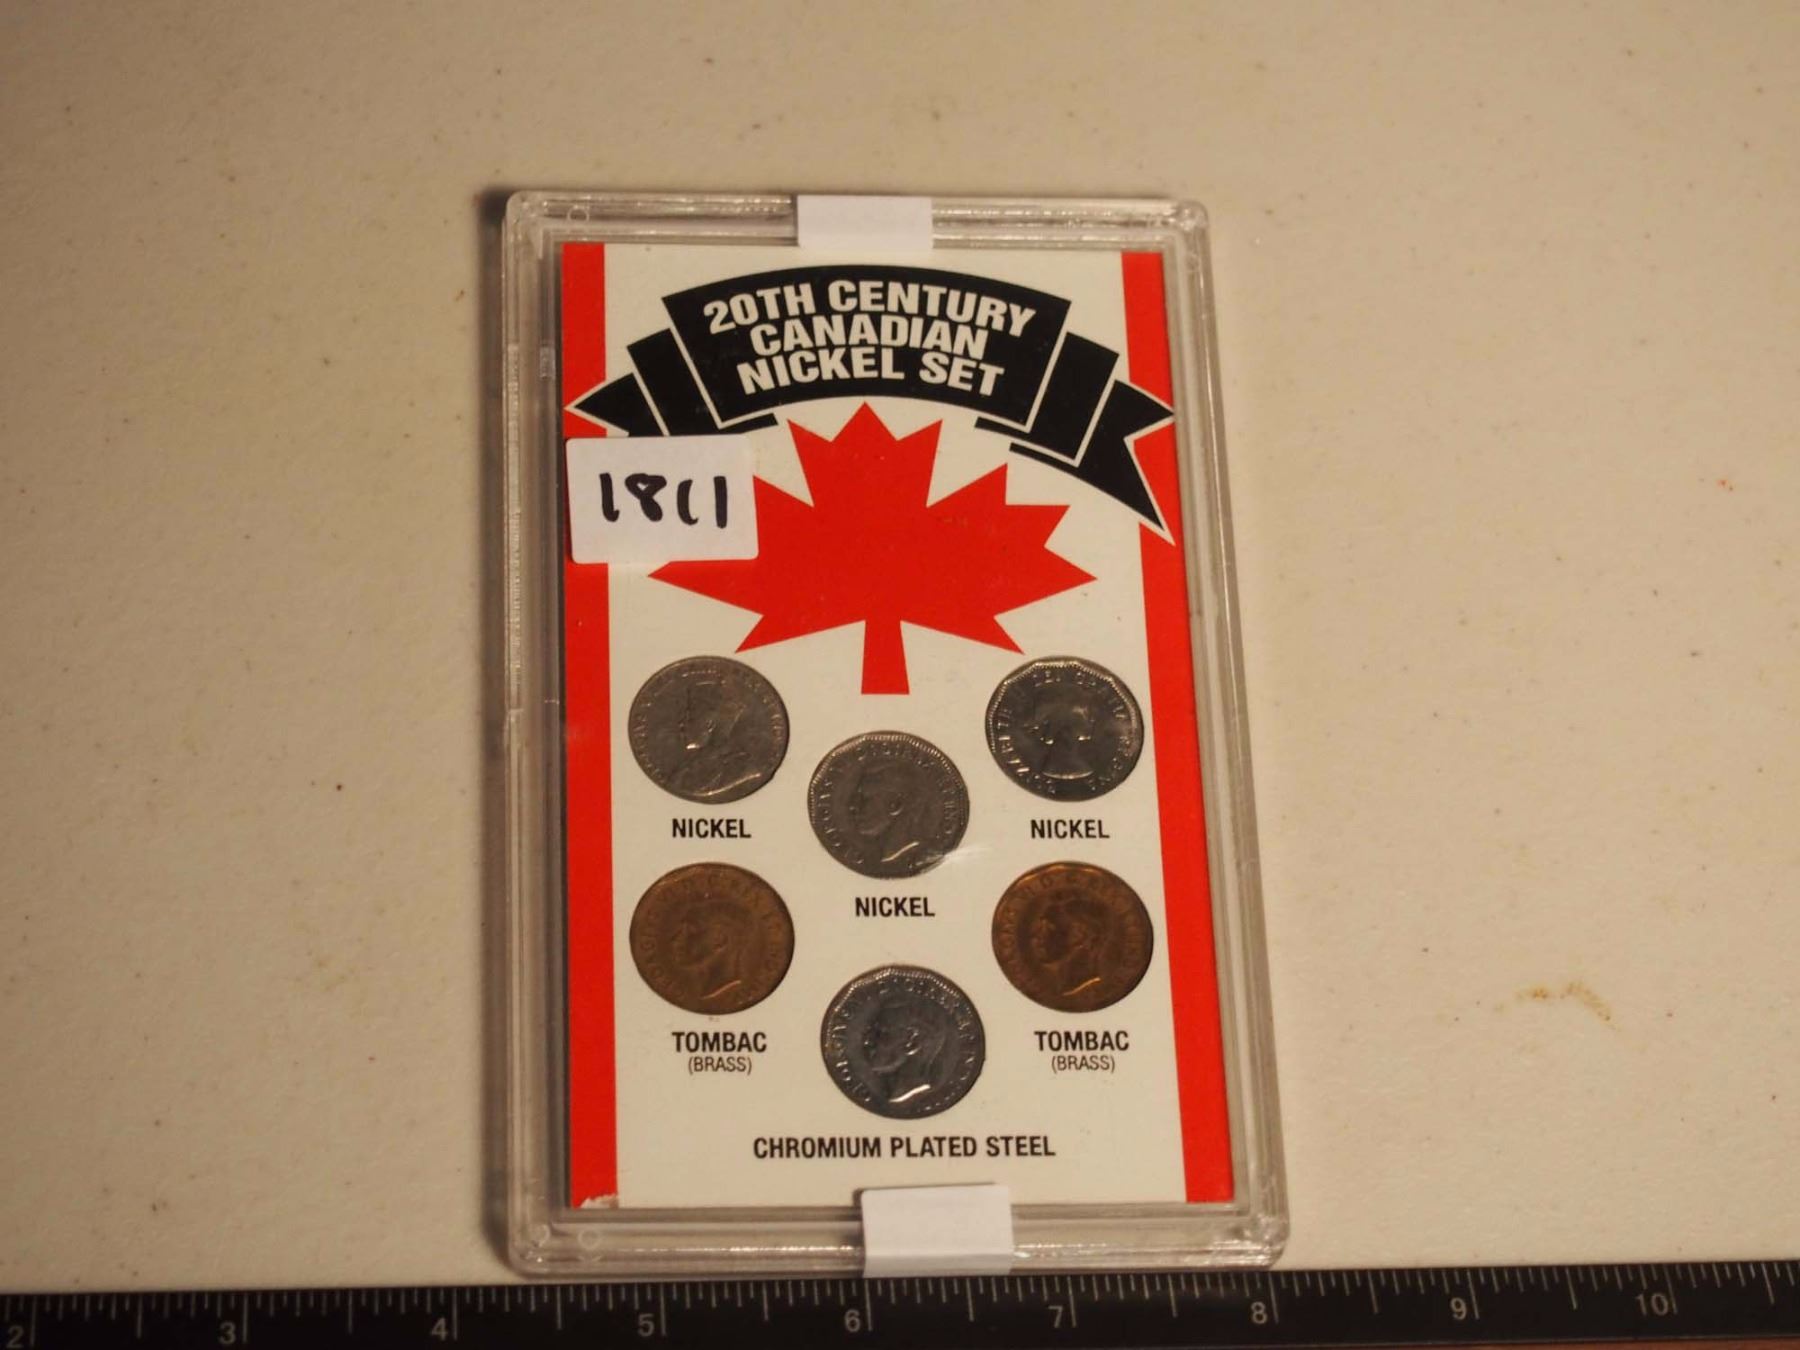 20TH CENTURY
CANADIAN
NICKEL SET
1811
NICKEL
NICKEL
NICKEL
TOMBAC
(BRASS)
TOMBAC
(BRASS)
CHROMIUM PLATED STEEL
2 3 4 5 6 7 8 9 10